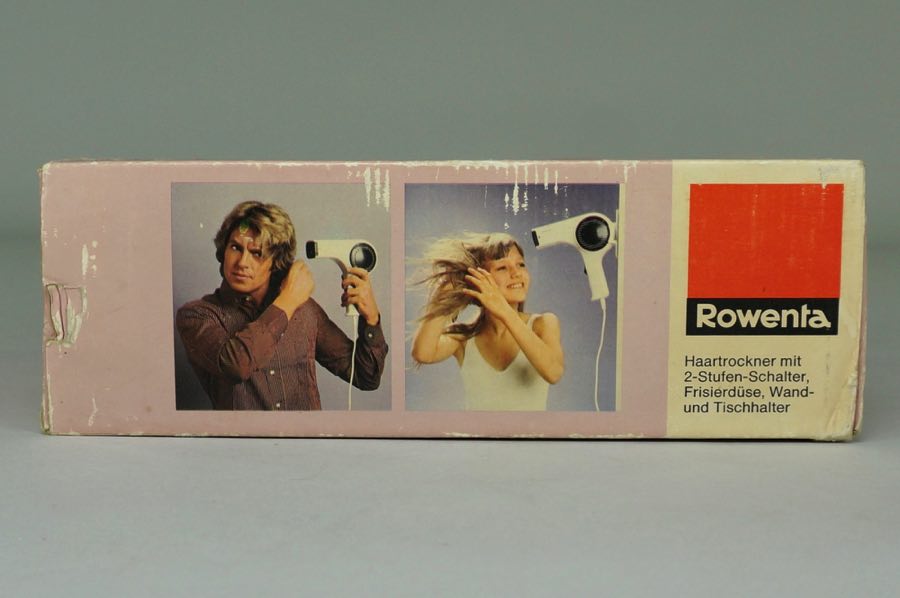 Rowenta
Haartrockner mit
2-Stufen-Schalter,
Frisierdüse, Wand-
und Tischhalter